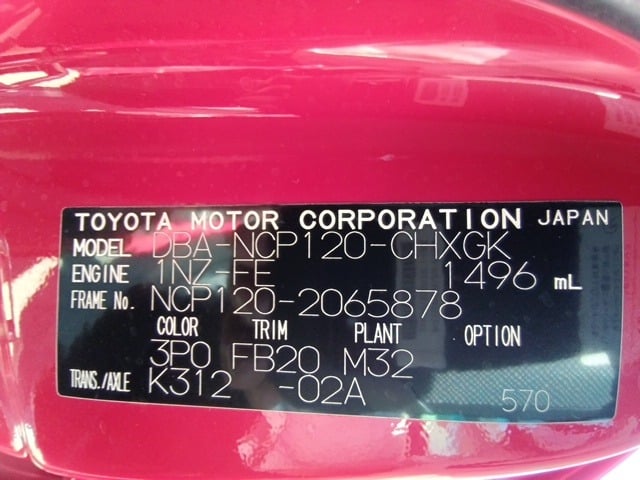 TOYOTA MOTOR CORPORATION JAPAN
MODEL DBA-NCP120-CHXGK
ENGINE 1NZ-FE 1496 mL
FRAME No. NCP120-2065878
COLOR TRIM PLANT OPTION
3P0 FB20 M32
TRANS./AXLE K312 -02A
570